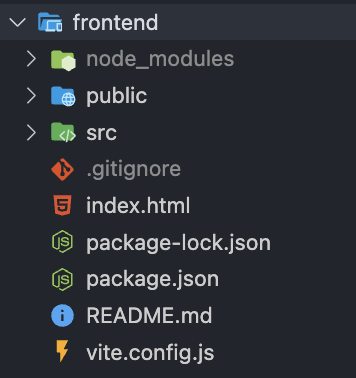 frontend
node_modules
public
src
.gitignore
index.html
package-lock.json
package.json
README.md
vite.config.js